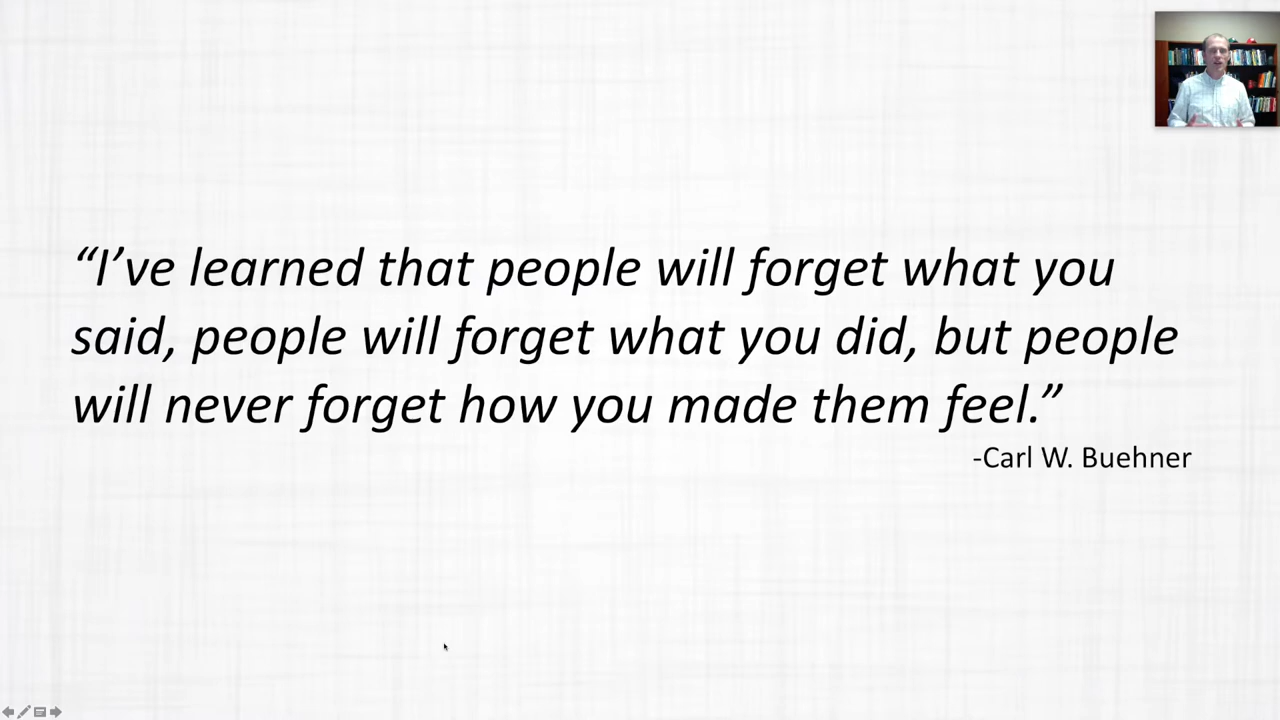 “I’ve learned that people will forget what you
said, people will forget what you did, but people
will never forget how you made them feel.”
-Carl W. Buehner